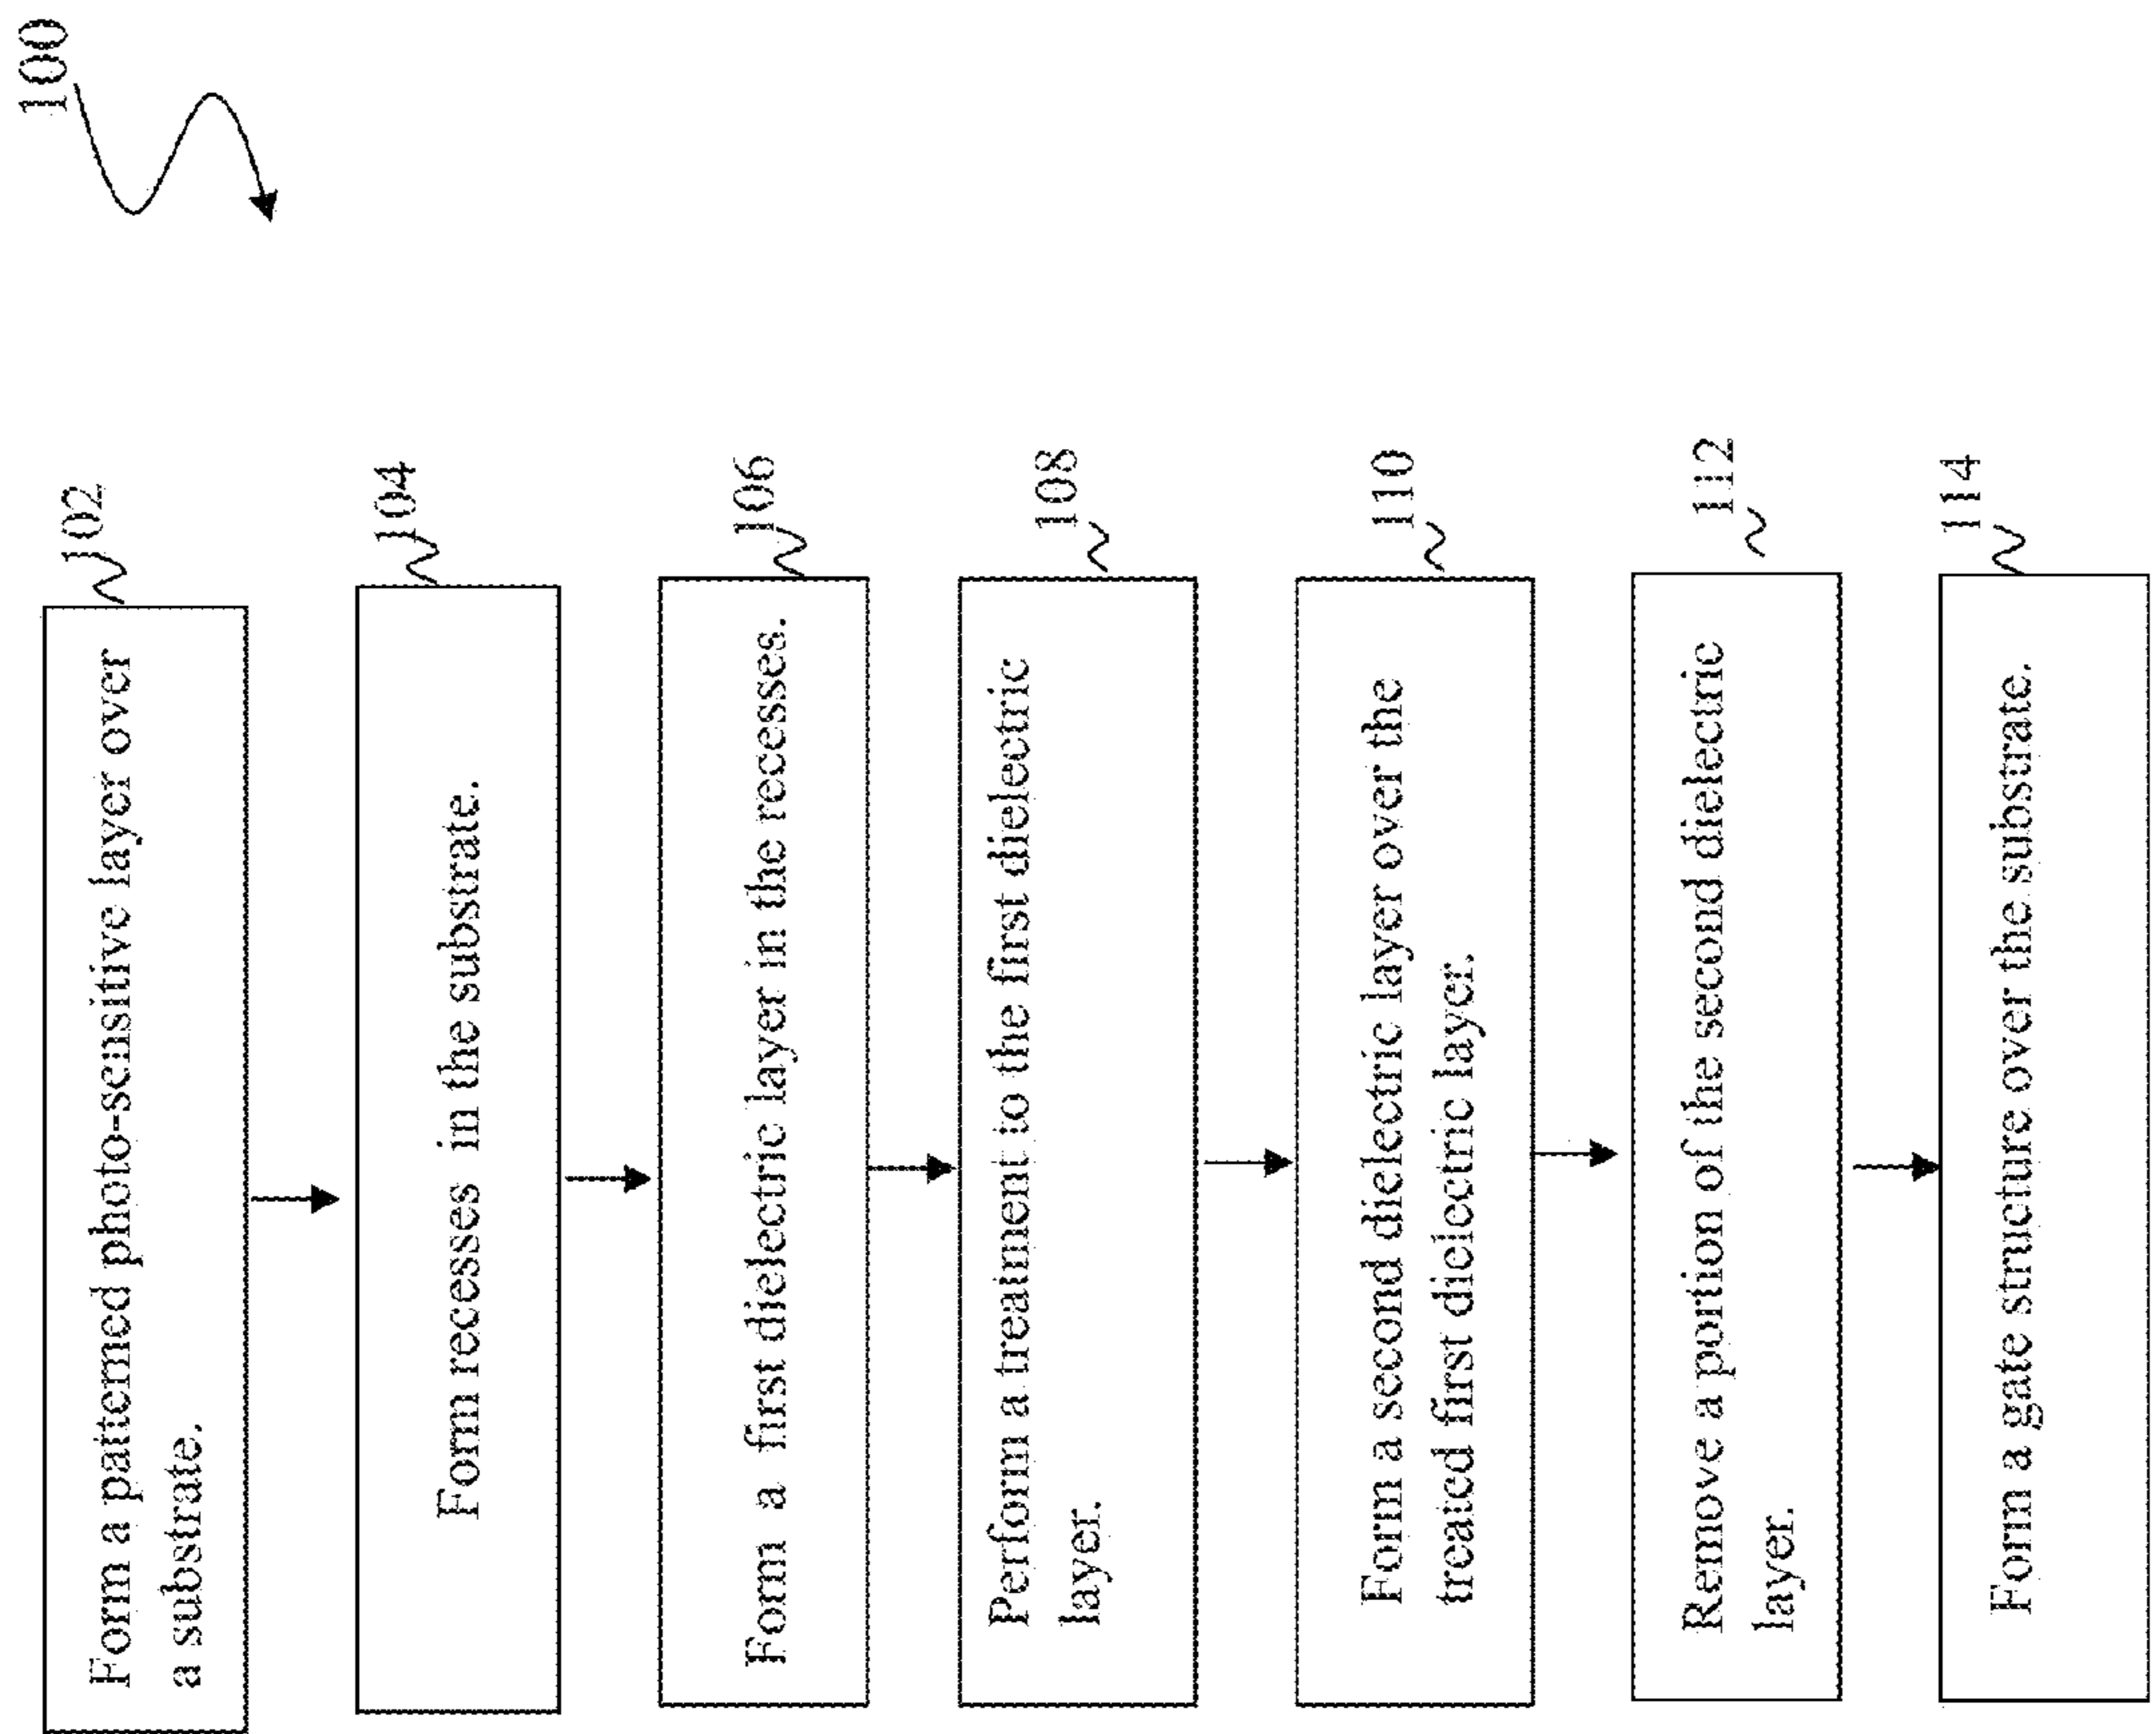 100
102
Form a patterned photo-sensitive layer over
a substrate.
104
Form recesses in the substrate.
106
Form a first dielectric layer in the recesses.
108
Perform a treatment to the first dielectric
layer.
110
Form a second dielectric layer over the
treated first dielectric layer.
112
Remove a portion of the second dielectric
layer.
114
Form a gate structure over the substrate.